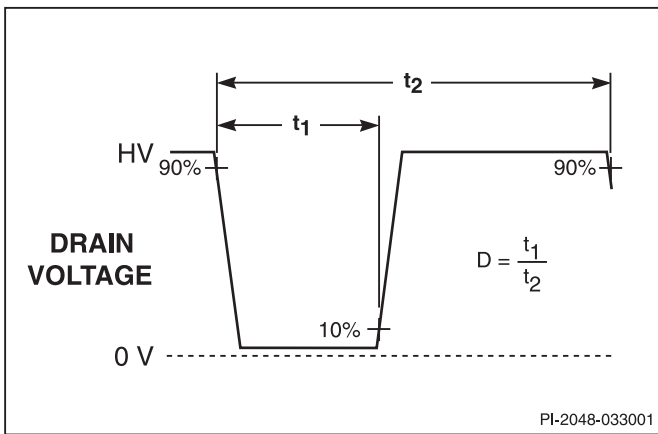 t2
t1
HV
90%
90%
DRAIN
VOLTAGE
D = t1
t2
10%
0 V
PI-2048-033001